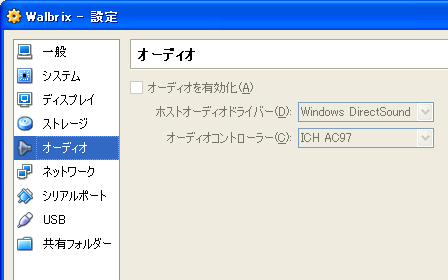 Walbrix - 設定
一般
システム
ディスプレイ
ストレージ
オーディオ
ネットワーク
シリアルポート
USB
共有フォルダー
オーディオ
オーディオを有効化(A)
ホストオーディオドライバー(D): Windows DirectSound
オーディオコントローラー(C): ICH AC97